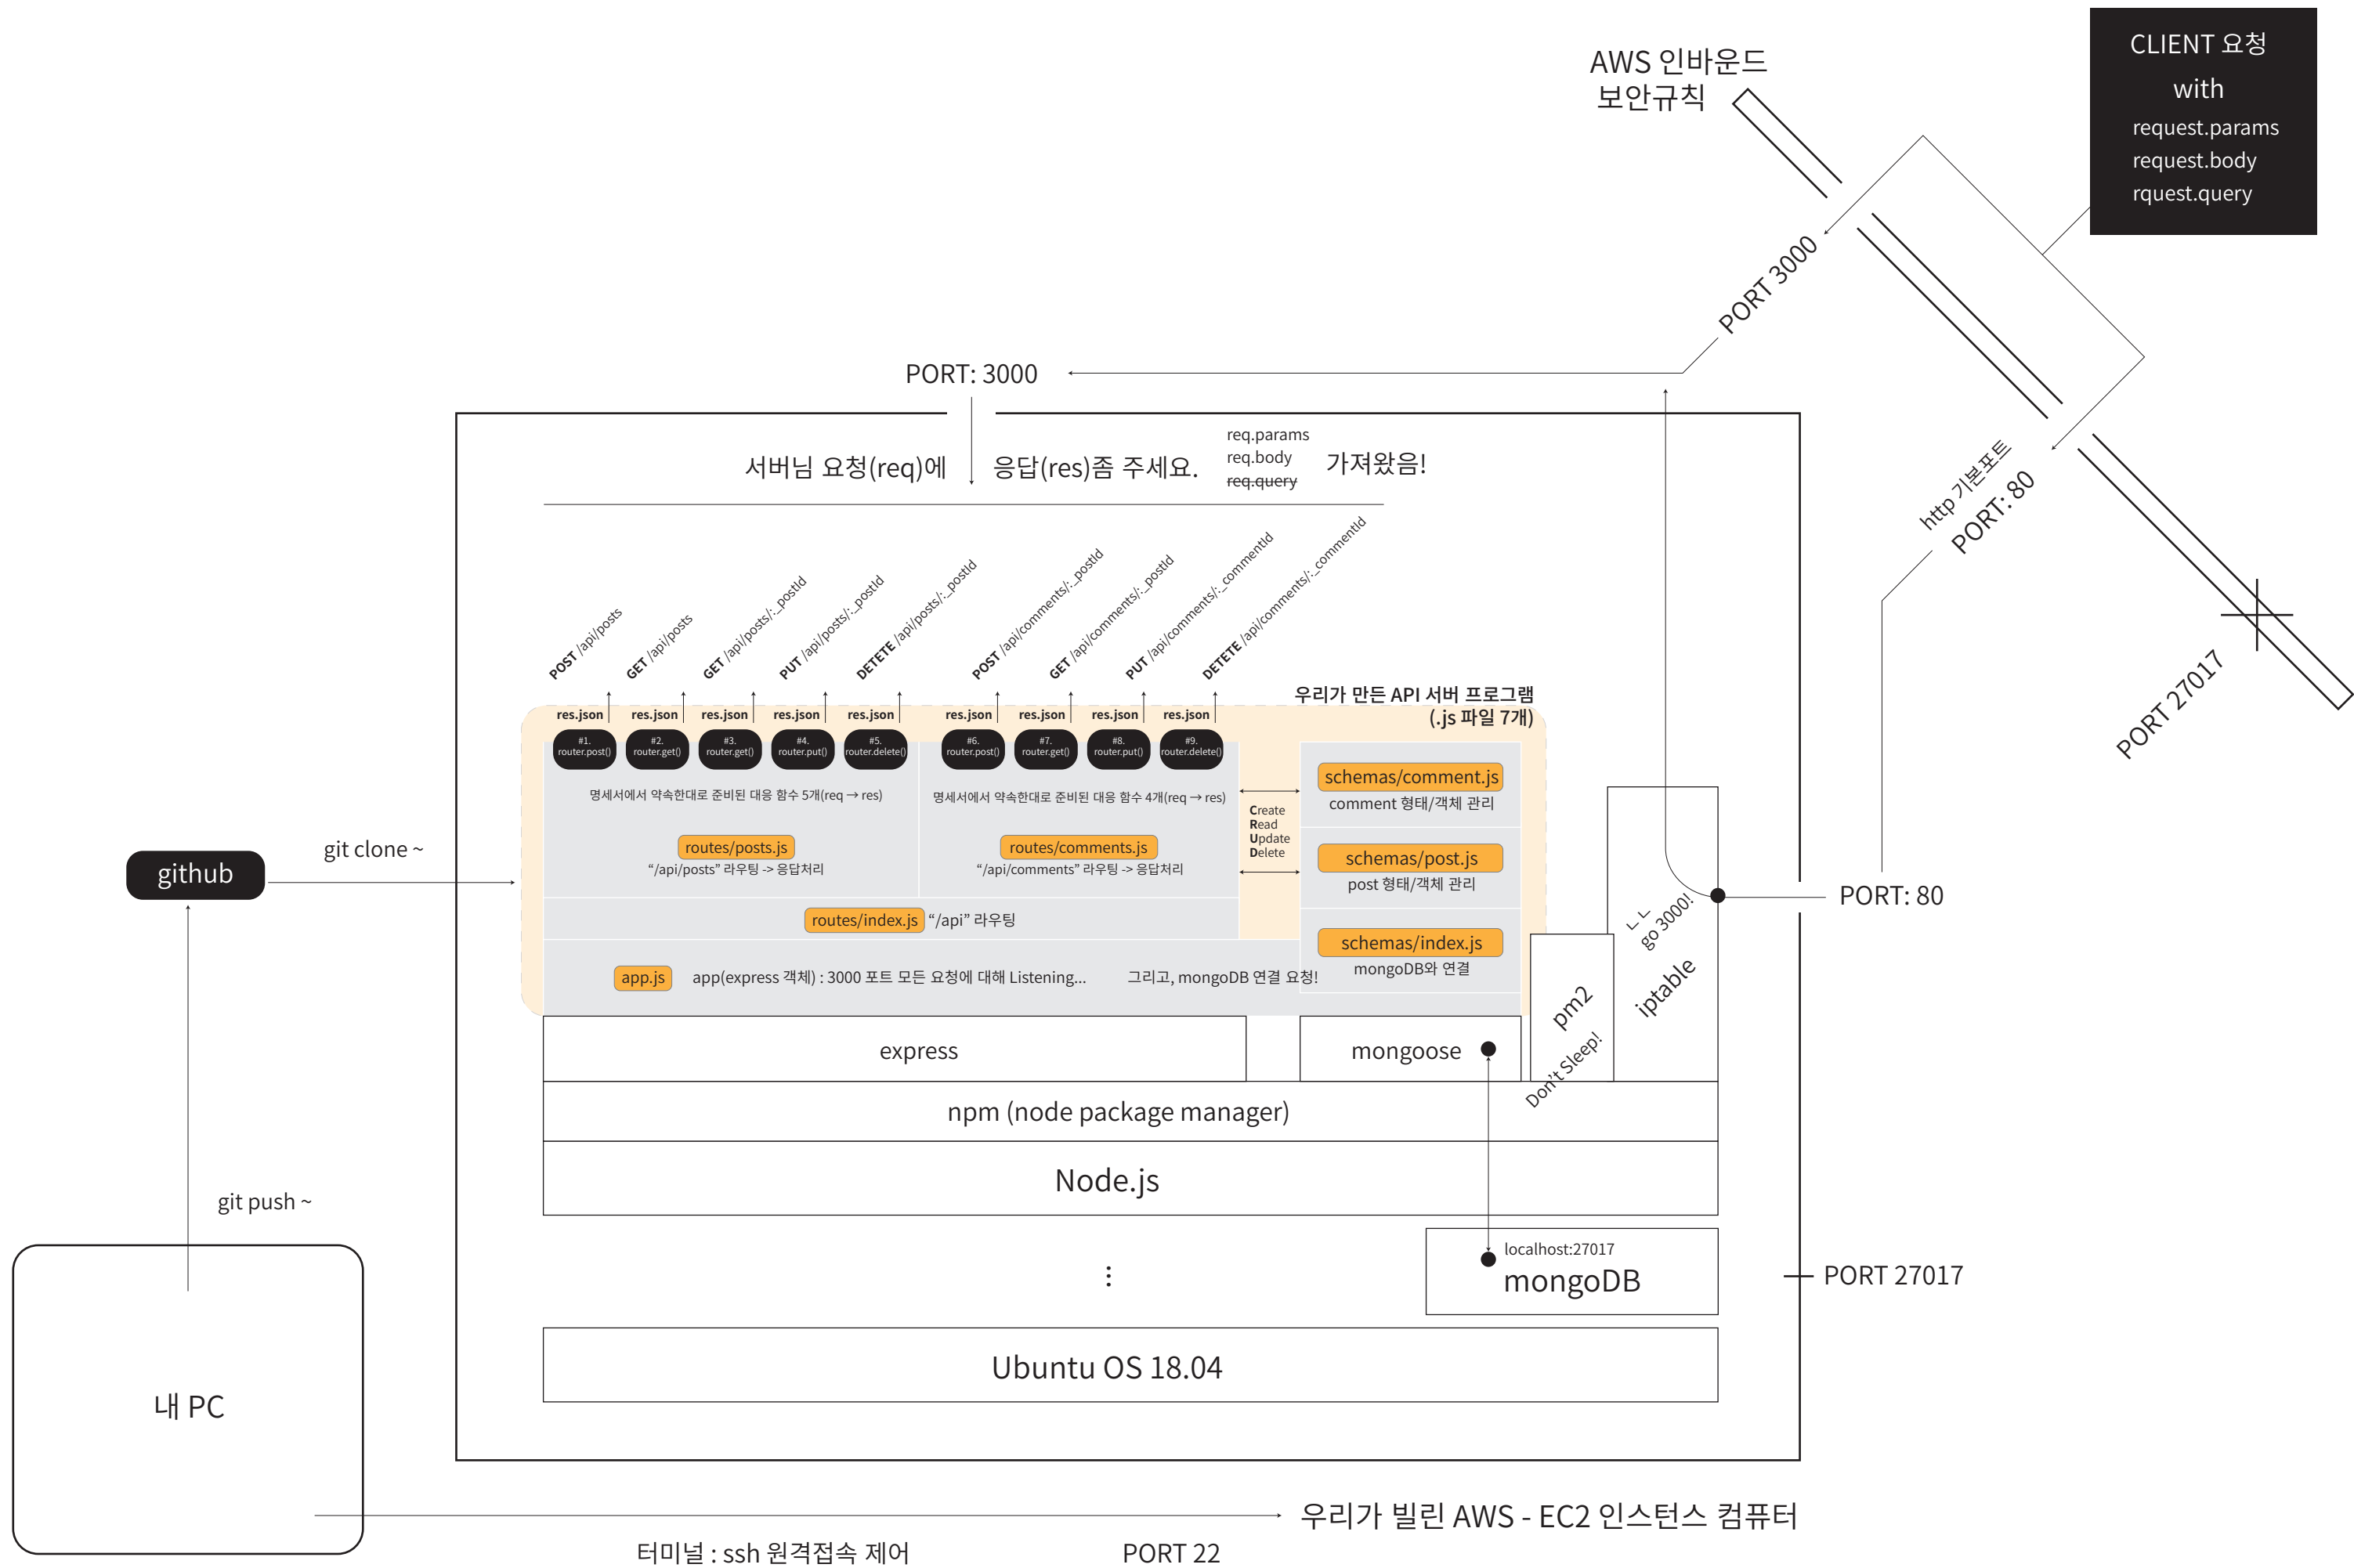 CLIENT 요청
with
request.params
request.body
rquest.query
AWS 인바운드
보안규칙
PORT 3000
http 기본포트
PORT: 80
PORT 27017
PORT: 3000
서버님 요청(req)에
응답(res)좀 주세요.
req.params
req.body
req.query
가져왔음!
POST /api/posts
GET /api/posts
GET /api/posts/:_postId
PUT /api/posts/:_postId
DETETE /api/posts/:_postId
POST /api/comments/:_postId
GET /api/comments/:_postId
PUT /api/comments/:_commentId
DETETE /api/comments/:_commentId
우리가 만든 API 서버 프로그램
(.js 파일 7개)
res.json
res.json
res.json
res.json
res.json
res.json
res.json
res.json
res.json
#1.
router.post()
#2.
router.get()
#3.
router.get()
#4.
router.put()
#5.
router.delete()
#6.
router.post()
#7.
router.get()
#8.
router.put()
#9.
router.delete()
명세서에서 약속한대로 준비된 대응 함수 5개(req → res)
명세서에서 약속한대로 준비된 대응 함수 4개(req → res)
routes/posts.js
“/api/posts” 라우팅 -> 응답처리
routes/comments.js
“/api/comments” 라우팅 -> 응답처리
Create
Read
Update
Delete
schemas/comment.js
comment 형태/객체 관리
schemas/post.js
post 형태/객체 관리
schemas/index.js
mongoDB와 연결
routes/index.js “/api” 라우팅
app.js
app(express 객체) : 3000 포트 모든 요청에 대해 Listening...
그리고, mongoDB 연결 요청!
express
mongoose
pm2
Don't Sleep!
ㄴㄴ
go 3000!
iptable
PORT: 80
npm (node package manager)
Node.js
localhost:27017
mongoDB
PORT 27017
⋮
Ubuntu OS 18.04
github
git clone ~
git push ~
내 PC
우리가 빌린 AWS - EC2 인스턴스 컴퓨터
터미널 : ssh 원격접속 제어
PORT 22